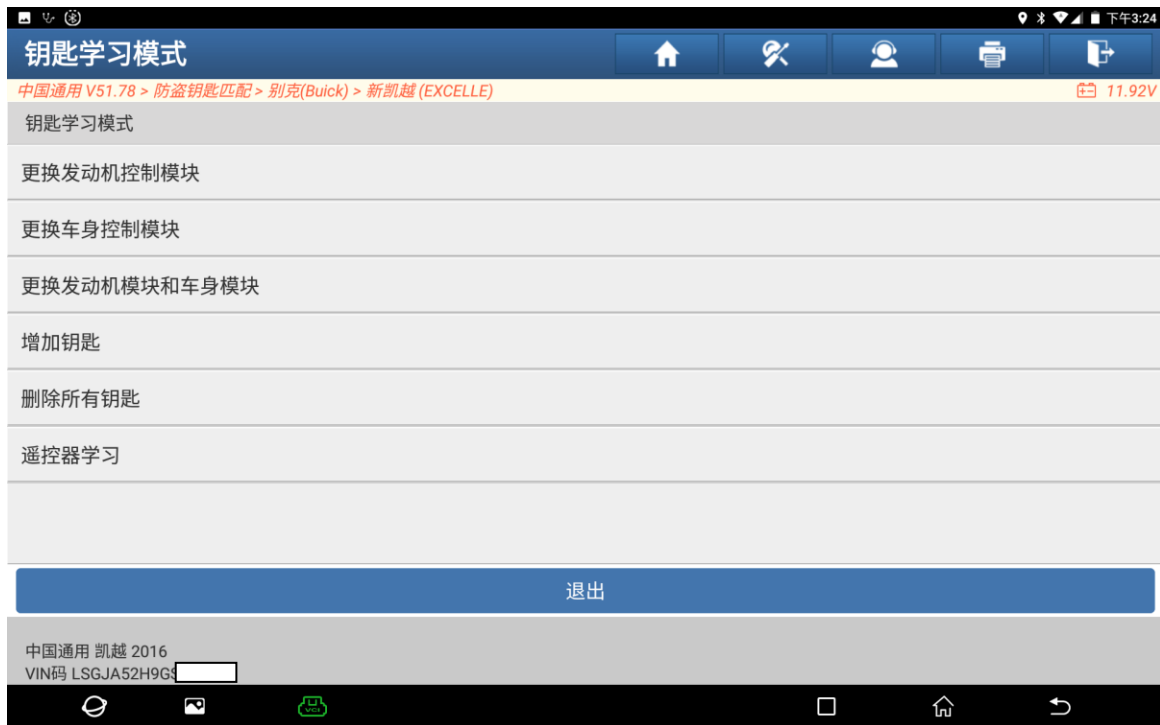 下午3:24
钥匙学习模式
中国通用 V51.78 > 防盗钥匙匹配 > 别克(Buick) > 新凯越 (EXCELLE)
11.92V
钥匙学习模式
更换发动机控制模块
更换车身控制模块
更换发动机模块和车身模块
增加钥匙
删除所有钥匙
遥控器学习
退出
中国通用 凯越 2016
VIN码 LSGJA52H9GS
VCI